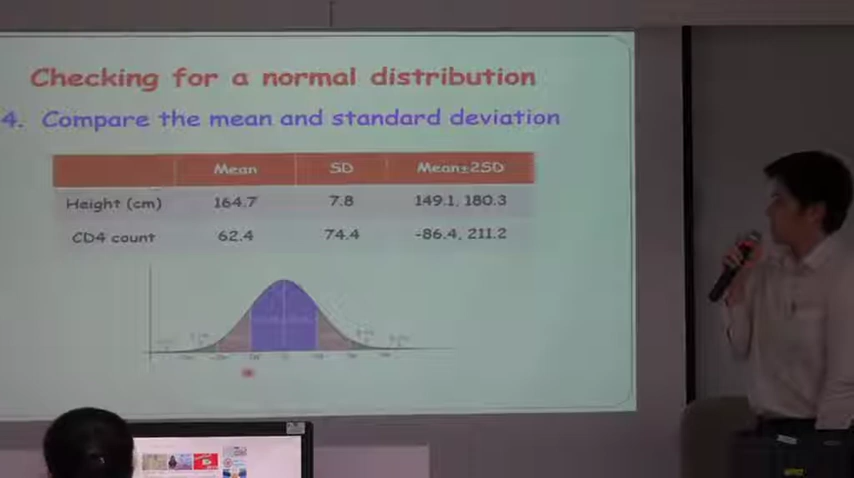 Checking for a normal distribution
4. Compare the mean and standard deviation
Mean SD Mean±2SD
Height (cm) 164.7 7.8 149.1, 180.3
CD4 count 62.4 74.4 -86.4, 211.2